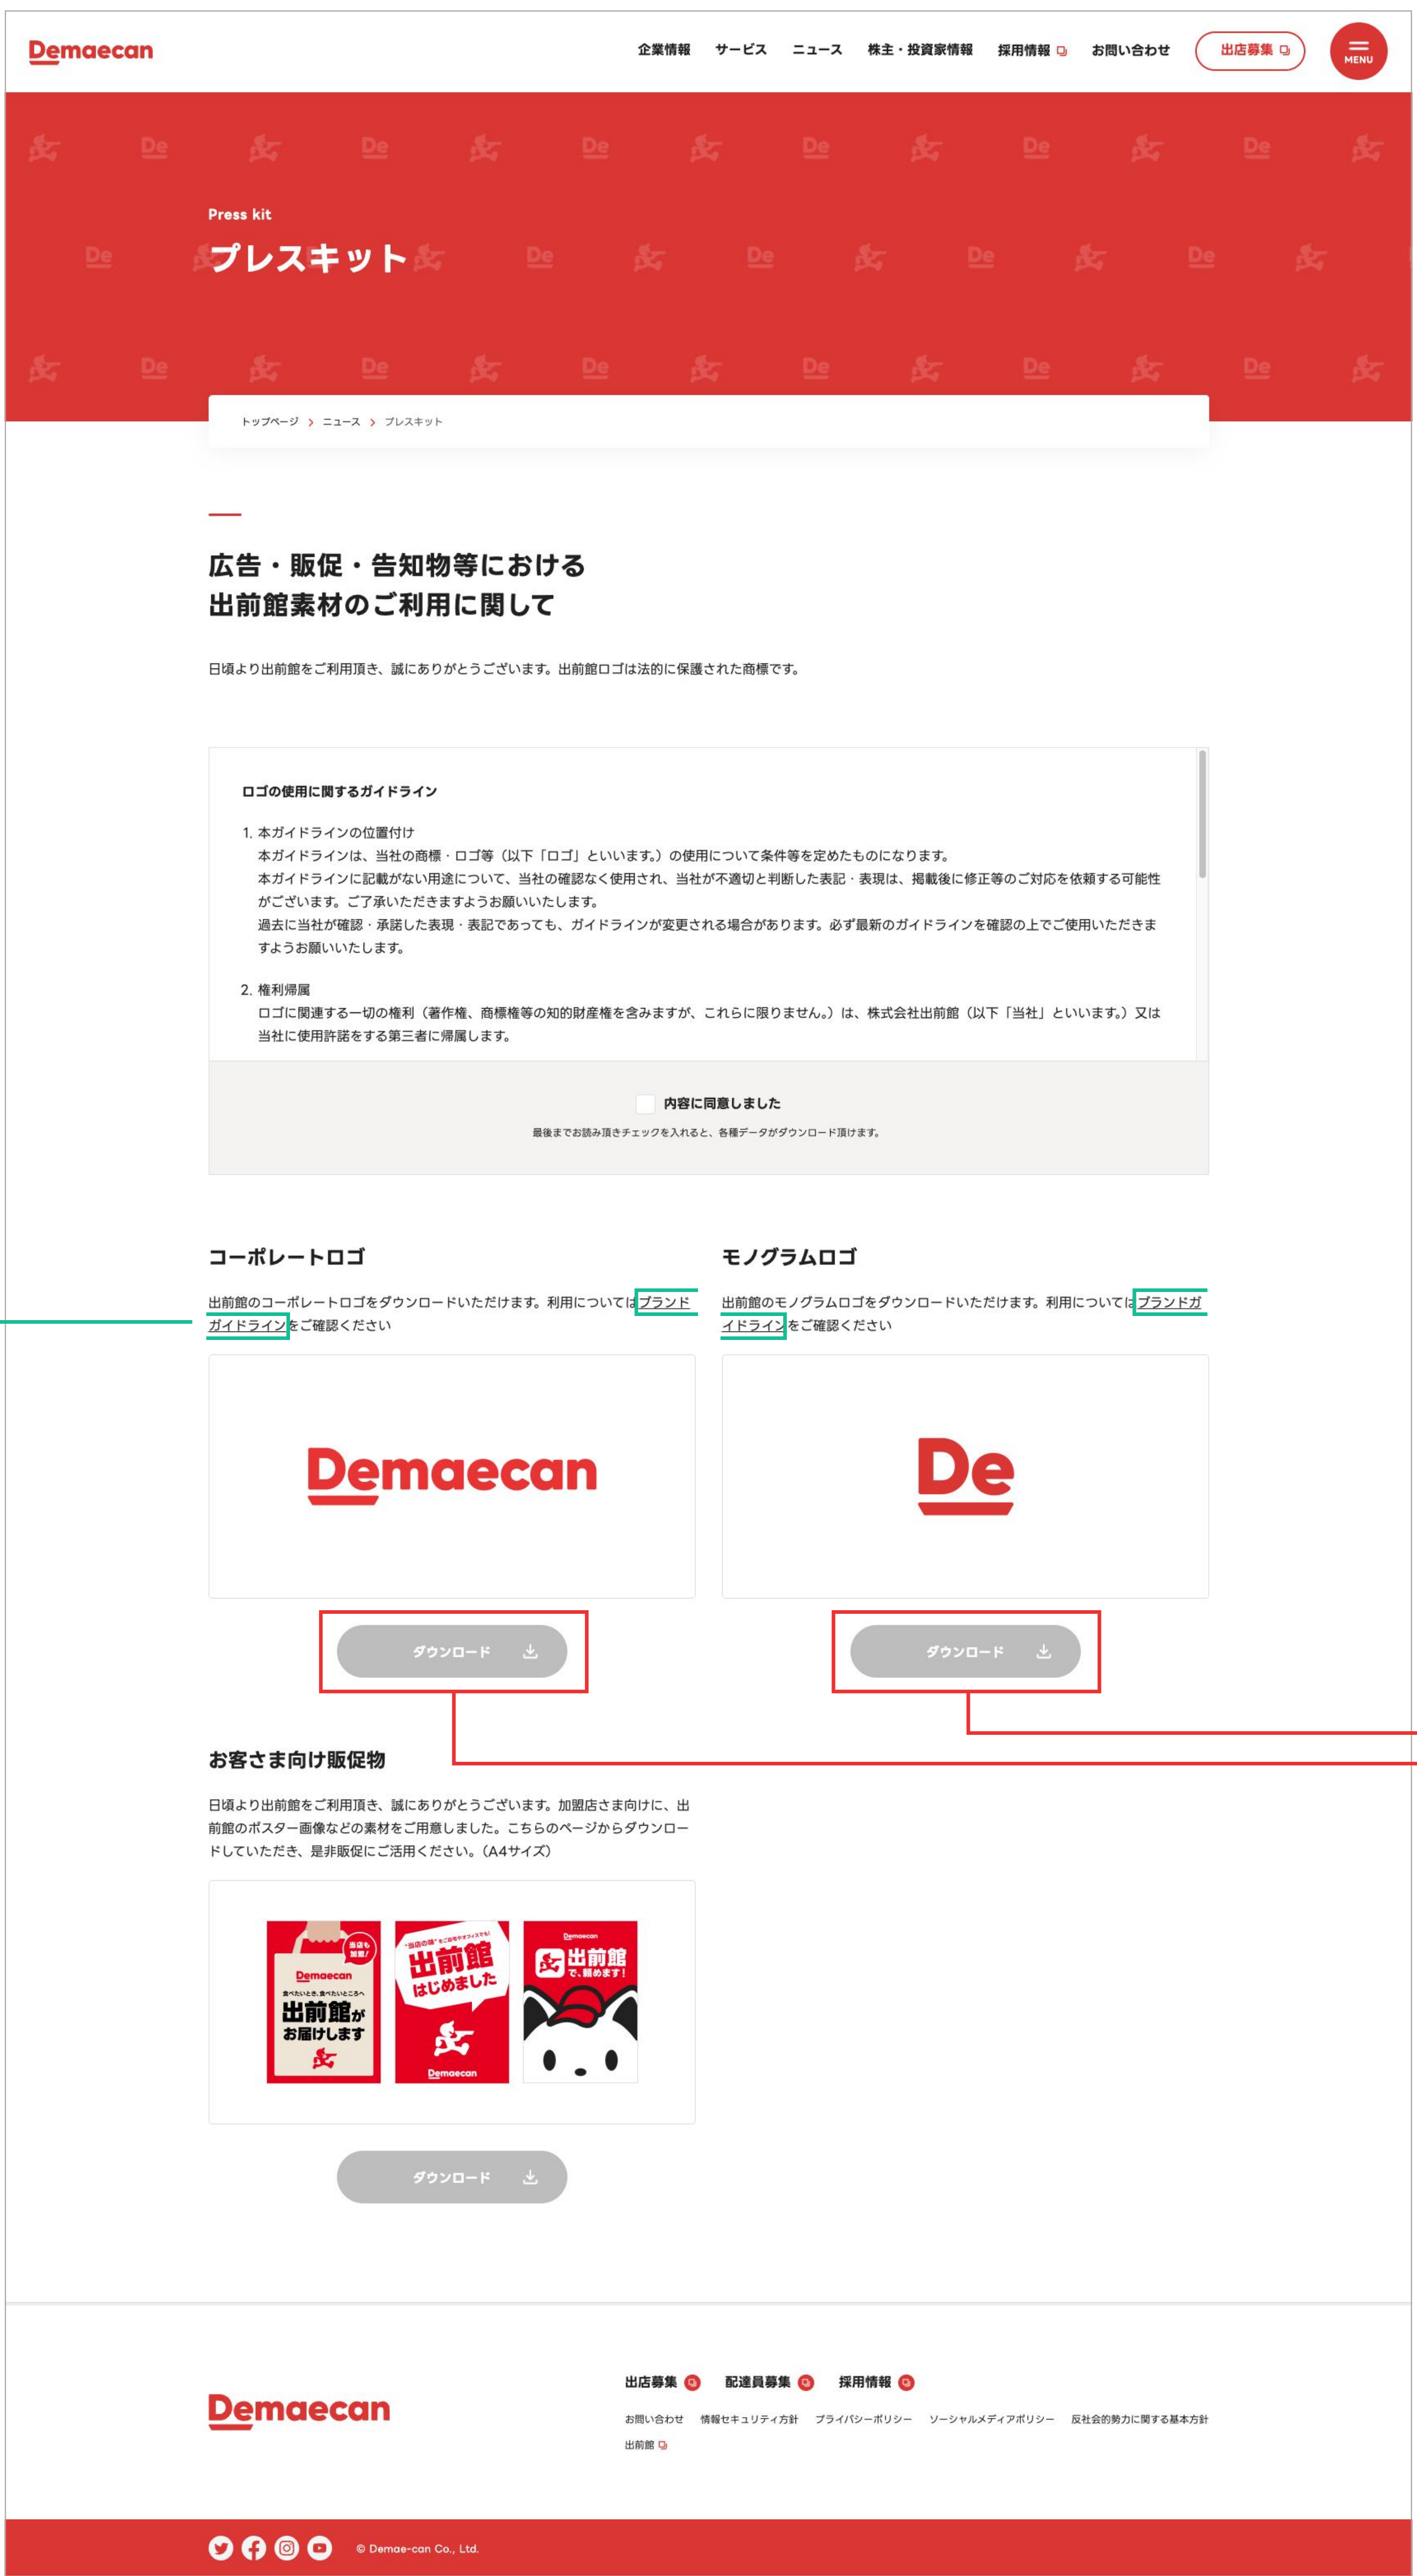 Demaecan
企業情報 サービス ニュース 株主・投資家情報 採用情報 お問い合わせ 出店募集 MENU
Press kit
プレスキット
トップページ > ニュース > プレスキット
広告・販促・告知物等における
出前館素材のご利用に関して
日頃より出前館をご利用頂き、誠にありがとうございます。出前館ロゴは法的に保護された商標です。
ロゴの使用に関するガイドライン
1. 本ガイドラインの位置付け
本ガイドラインは、当社の商標・ロゴ等（以下「ロゴ」といいます。）の使用について条件等を定めたものになります。
本ガイドラインに記載がない用途について、当社の確認なく使用され、当社が不適切と判断した表記・表現は、掲載後に修正等のご対応を依頼する可能性
がございます。ご了承いただきますようお願いいたします。
過去に当社が確認・承諾した表現・表記であっても、ガイドラインが変更される場合があります。必ず最新のガイドラインを確認の上でご使用いただきま
すようお願いいたします。
2. 権利帰属
ロゴに関連する一切の権利（著作権、商標権等の知的財産権を含みますが、これらに限りません。）は、株式会社出前館（以下「当社」といいます。）又は
当社に使用許諾をする第三者に帰属します。
内容に同意しました
最後までお読み頂きチェックを入れると、各種データがダウンロード頂けます。
コーポレートロゴ
出前館のコーポレートロゴをダウンロードいただけます。利用についてはブランド
ガイドラインをご確認ください
Demaecan
ダウンロード
モノグラムロゴ
出前館のモノグラムロゴをダウンロードいただけます。利用についてはブランドガ
イドラインをご確認ください
De
ダウンロード
お客さま向け販促物
日頃より出前館をご利用頂き、誠にありがとうございます。加盟店さま向けに、出
前館のポスター画像などの素材をご用意しました。こちらのページからダウンロー
ドしていただき、是非販促にご活用ください。（A4サイズ）
当店も
加盟!
Demaecan
食べたいとき、食べたいところへ
出前館が
お届けします
"当店の味"をご自宅やオフィスでも!
出前館
はじめました
Demaecan
Demaecan
出前館
で、頼めます!
ダウンロード
Demaecan
出店募集 配達員募集 採用情報
お問い合わせ 情報セキュリティ方針 プライバシーポリシー ソーシャルメディアポリシー 反社会的勢力に関する基本方針
出前館
© Demae-can Co., Ltd.